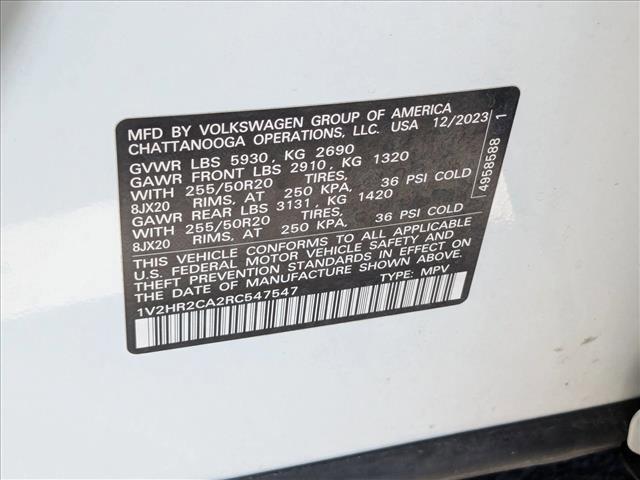 MFD BY VOLKSWAGEN GROUP OF AMERICA
CHATTANOOGA OPERATIONS, LLC. USA 12/2023
GVWR LBS 5930, KG 2690
GAWR FRONT LBS 2910, KG 1320
WITH 255/50R20 TIRES,
8JX20 RIMS, AT 250 KPA, 36 PSI COLD
GAWR REAR LBS 3131, KG 1420
WITH 255/50R20 TIRES,
8JX20 RIMS, AT 250 KPA, 36 PSI COLD
THIS VEHICLE CONFORMS TO ALL APPLICABLE
U.S. FEDERAL MOTOR VEHICLE SAFETY AND
THEFT PREVENTION STANDARDS IN EFFECT ON
THE DATE OF MANUFACTURE SHOWN ABOVE.
1V2HR2CA2RC547547 TYPE: MPV
4958588 1